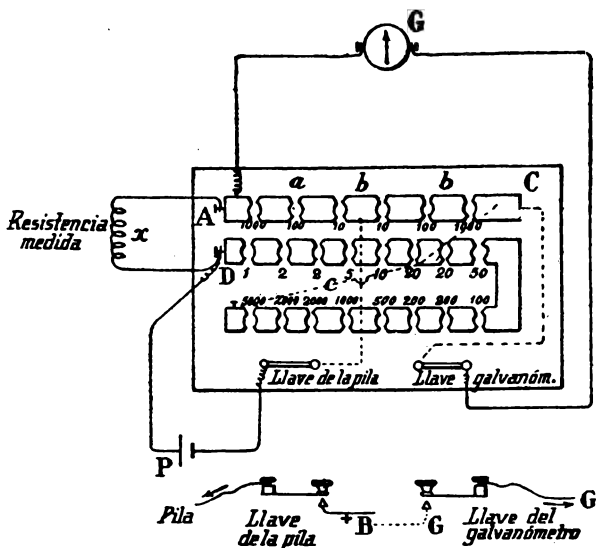 G
a b b C
A
1000 100 10 10 100 1000
Resistencia
medida
x
D
1 2 2 5 10 20 20 50
c
5000 2000 2000 1000 500 200 200 100
Llave de la pila
Llave galvanóm.
P
Pila
Llave
de la pila
+ B
G
Llave del
galvanómetro
G